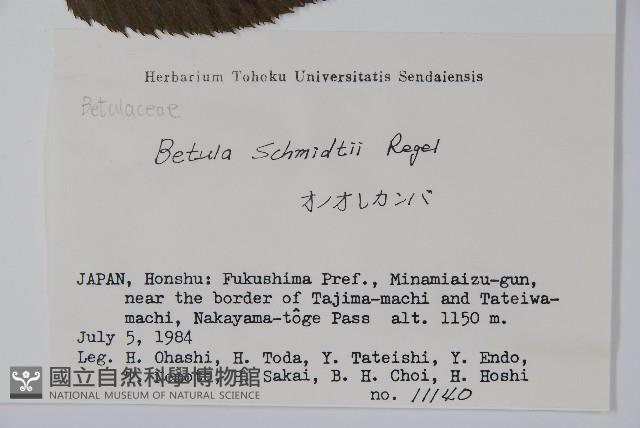 Herbarium Tohoku Universitatis Sendaiensis
Betulaceae
Betula Schmidtii Regel
オノオレカンバ
JAPAN, Honshu: Fukushima Pref., Minamiaizu-gun,
near the border of Tajima-machi and Tateiwa-
machi, Nakayama-tôge Pass alt. 1150 m.
July 5, 1984
Leg. H. Ohashi, H. Toda, Y. Tateishi, Y. Endo,
Nemoto, Sakai, B. H. Choi, H. Hoshi
國立自然科學博物館
NATIONAL MUSEUM OF NATURAL SCIENCE
no. 11140